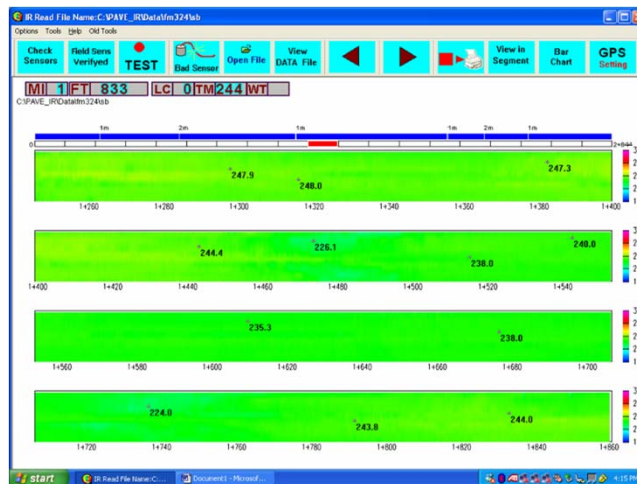 IR Read File Name:C:\PAVE_IR\Data\fm324\sb
Options Tools Help Old Tools
Check Sensors
Field Sens Verifyed
TEST
Bad Sensor
Open File
View DATA File
View in Segment
Bar Chart
GPS Setting
MI 1 FT 833 LC 0 TM 244 WT
C:\PAVE_IR\Data\fm324\sb
1m 2m 1m 1m 2m 1m
0 2+844
247.9 248.0 247.3
1+260 1+280 1+300 1+320 1+340 1+360 1+380 1+400
244.4 226.1 238.0 240.0
1+400 1+420 1+440 1+460 1+480 1+500 1+520 1+540
235.3 238.0
1+560 1+580 1+600 1+620 1+640 1+660 1+680 1+700
224.0 243.8 244.0
1+720 1+740 1+760 1+780 1+800 1+820 1+840 1+860
start
IR Read File Name:C:...
Document1 - Microsof...
4:15 PM